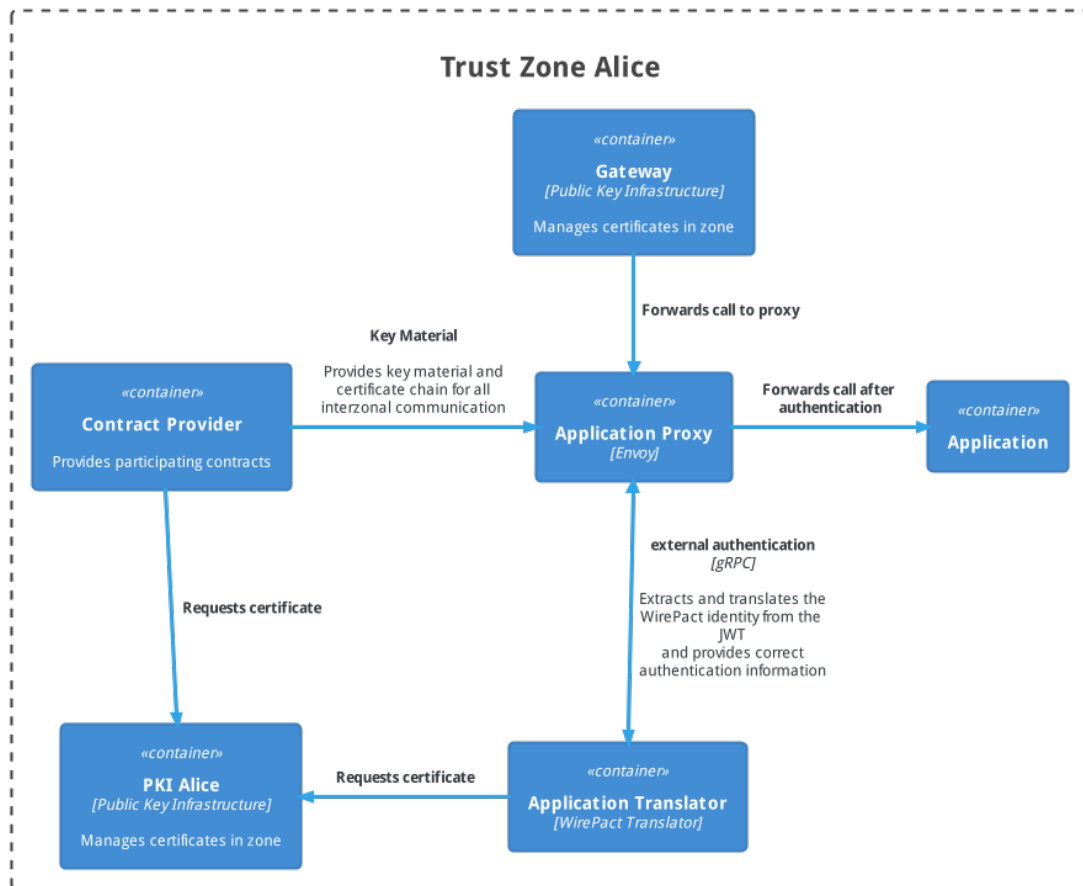 Trust Zone Alice
«container»
Gateway
[Public Key Infrastructure]
Manages certificates in zone
Forwards call to proxy
Key Material
Provides key material and
certificate chain for all
interzonal communication
«container»
Contract Provider
Provides participating contracts
«container»
Application Proxy
[Envoy]
Forwards call after
authentication
«container»
Application
external authentication
[gRPC]
Extracts and translates the
WirePact identity from the
JWT
and provides correct
authentication information
Requests certificate
«container»
PKI Alice
[Public Key Infrastructure]
Manages certificates in zone
Requests certificate
«container»
Application Translator
[WirePact Translator]